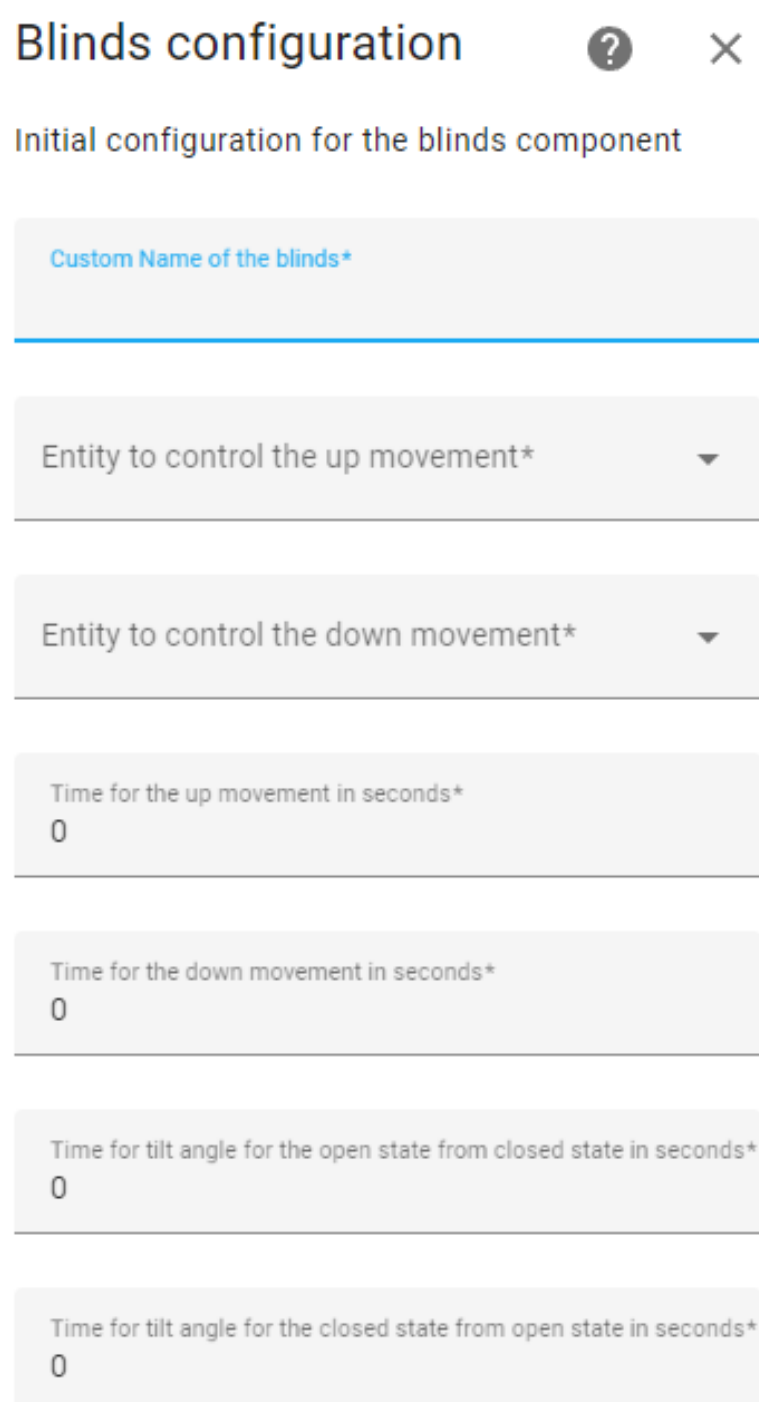 Blinds configuration
Initial configuration for the blinds component
Custom Name of the blinds*
Entity to control the up movement*
Entity to control the down movement*
Time for the up movement in seconds*
0
Time for the down movement in seconds*
0
Time for tilt angle for the open state from closed state in seconds*
0
Time for tilt angle for the closed state from open state in seconds*
0